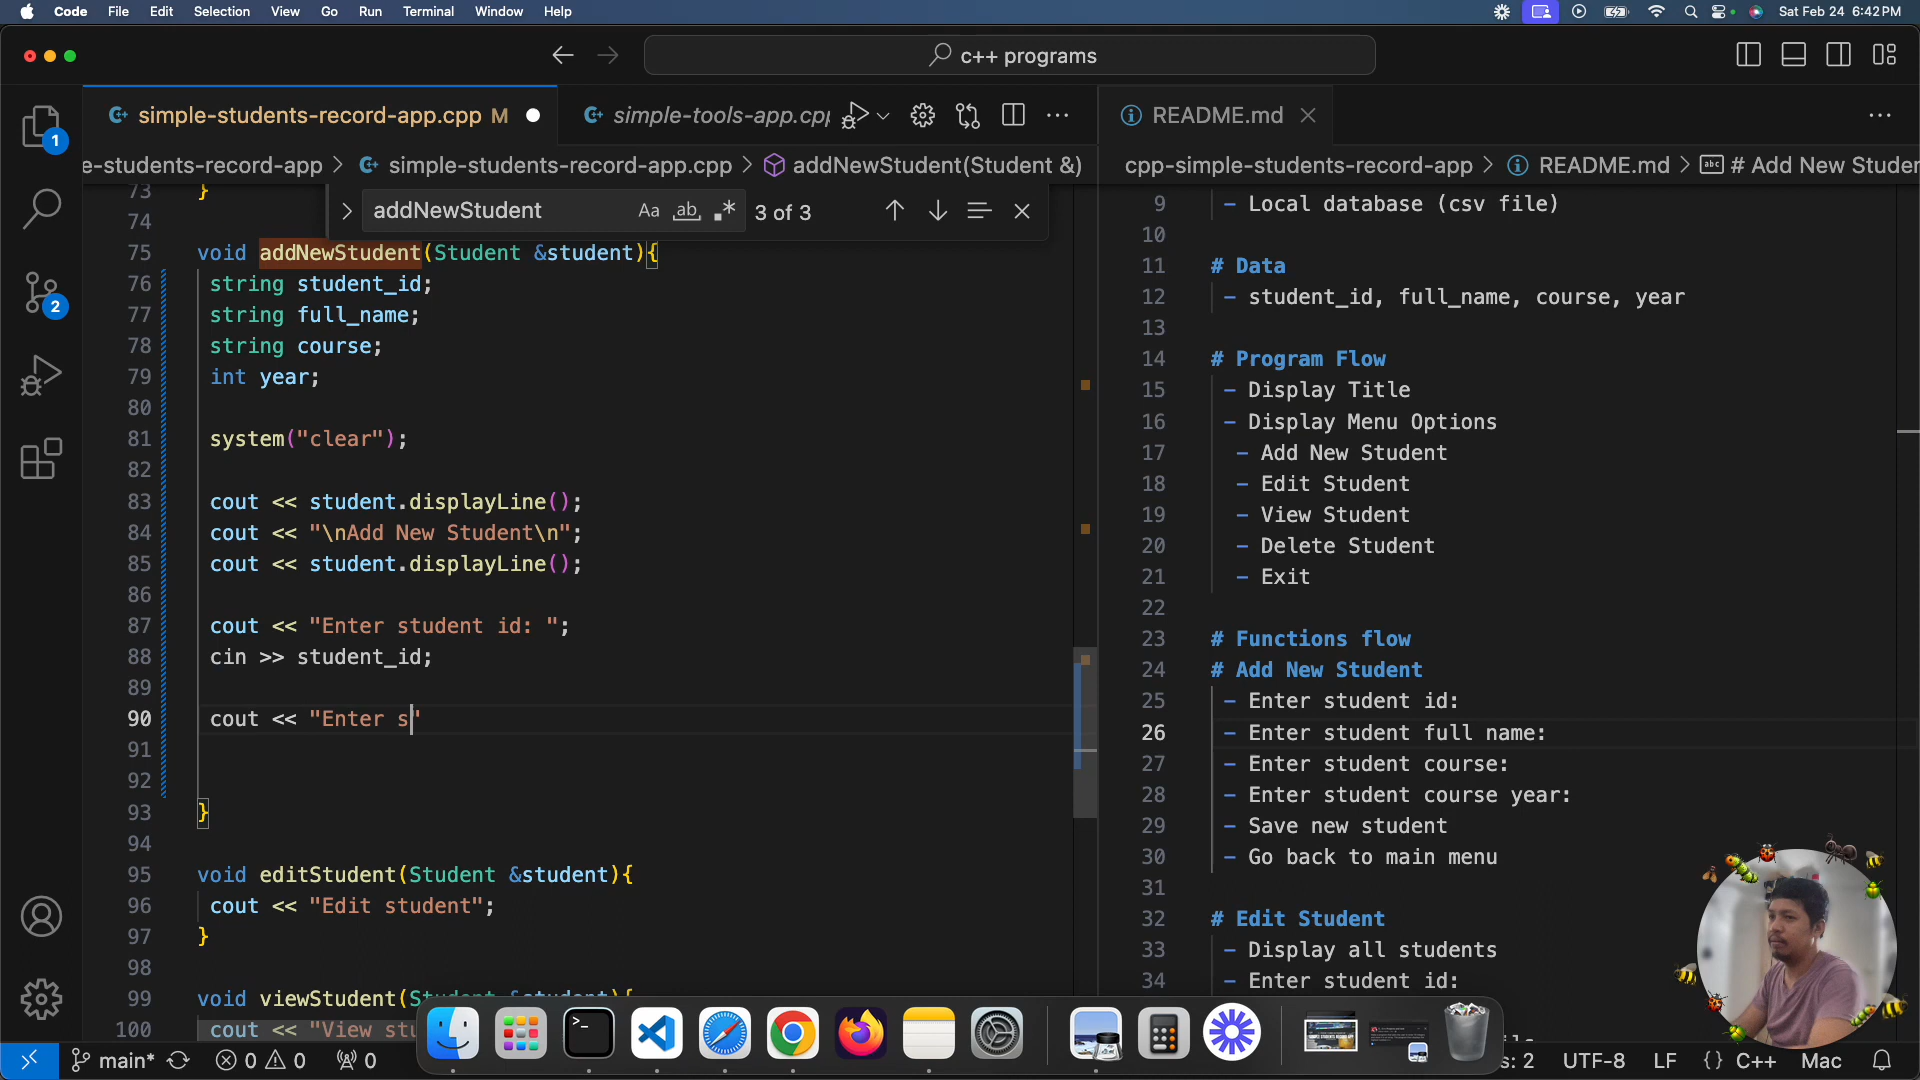 Code File Edit Selection View Go Run Terminal Window Help Sat Feb 24 6:42 PM
c++ programs
simple-students-record-app.cpp M simple-tools-app.cpp README.md
e-students-record-app > simple-students-record-app.cpp > addNewStudent(Student &) cpp-simple-students-record-app > README.md > abc # Add New Studen
addNewStudent Aa ab 3 of 3
73 }
74
75 void addNewStudent(Student &student){
76 string student_id;
77 string full_name;
78 string course;
79 int year;
80
81 system("clear");
82
83 cout << student.displayLine();
84 cout << "\nAdd New Student\n";
85 cout << student.displayLine();
86
87 cout << "Enter student id: ";
88 cin >> student_id;
89
90 cout << "Enter s"
91
92
93 }
94
95 void editStudent(Student &student){
96 cout << "Edit student";
97 }
98
99 void viewStudent(Student &student){
100 cout << "View stu
9 - Local database (csv file)
10
11 # Data
12 - student_id, full_name, course, year
13
14 # Program Flow
15 - Display Title
16 - Display Menu Options
17 - Add New Student
18 - Edit Student
19 - View Student
20 - Delete Student
21 - Exit
22
23 # Functions flow
24 # Add New Student
25 - Enter student id:
26 - Enter student full name:
27 - Enter student course:
28 - Enter student course year:
29 - Save new student
30 - Go back to main menu
31
32 # Edit Student
33 - Display all students
34 - Enter student id:
1
2
main* 0 0 0 s: 2 UTF-8 LF {} C++ Mac